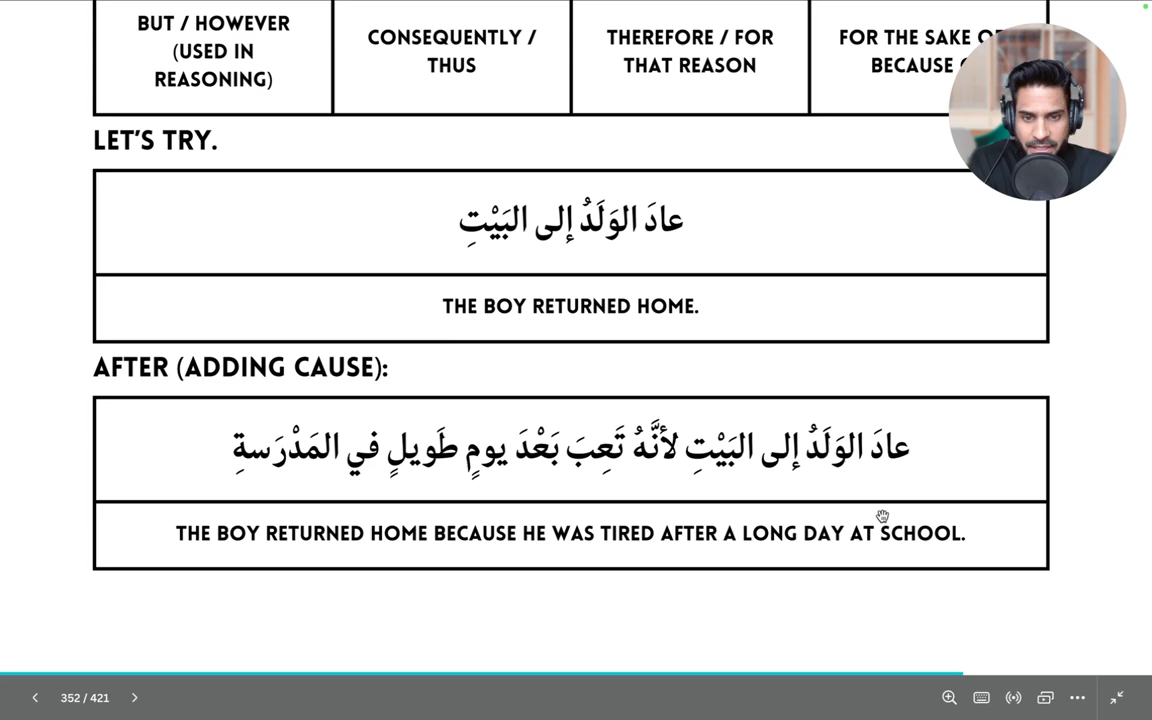 BUT / HOWEVER
(USED IN
REASONING)
CONSEQUENTLY /
THUS
THEREFORE / FOR
THAT REASON
FOR THE SAKE
BECAUSE
LET'S TRY.
عادَ الوَلَدُ إلى البَيْتِ
THE BOY RETURNED HOME.
AFTER (ADDING CAUSE):
عادَ الوَلَدُ إلى البَيْتِ لأنَّهُ تَعِبَ بَعْدَ يومٍ طَويلٍ في المَدْرَسةِ
THE BOY RETURNED HOME BECAUSE HE WAS TIRED AFTER A LONG DAY AT SCHOOL.
352 / 421